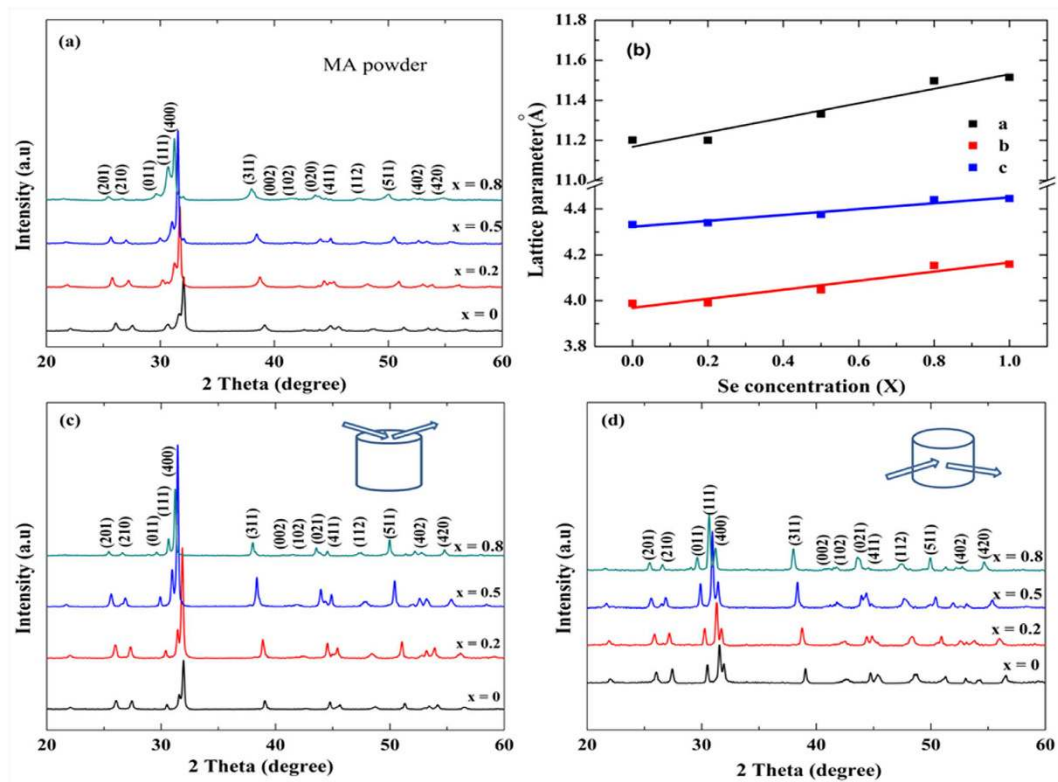 (a)
MA powder
(201)
(210)
(011)
(111)
(400)
(311)
(002)
(102)
(020)
(411)
(112)
(511)
(402)
(420)
x = 0.8
x = 0.5
x = 0.2
x = 0
Intensity (a.u)
20 30 40 50 60
2 Theta (degree)
(b)
11.8
11.6
11.4
11.2
11.0
4.4
4.2
4.0
3.8
Lattice parameter(Å)
a
b
c
0.0 0.2 0.4 0.6 0.8 1.0
Se concentration (X)
(c)
(201)
(210)
(011)
(111)
(400)
(311)
(002)
(102)
(021)
(411)
(112)
(511)
(402)
(420)
x = 0.8
x = 0.5
x = 0.2
x = 0
Intensity (a.u)
20 30 40 50 60
2 Theta (degree)
(d)
(201)
(210)
(011)
(111)
(400)
(311)
(002)
(102)
(021)
(411)
(112)
(511)
(402)
(420)
x = 0.8
x = 0.5
x = 0.2
x = 0
Intensity (a.u)
20 30 40 50 60
2 Theta (degree)